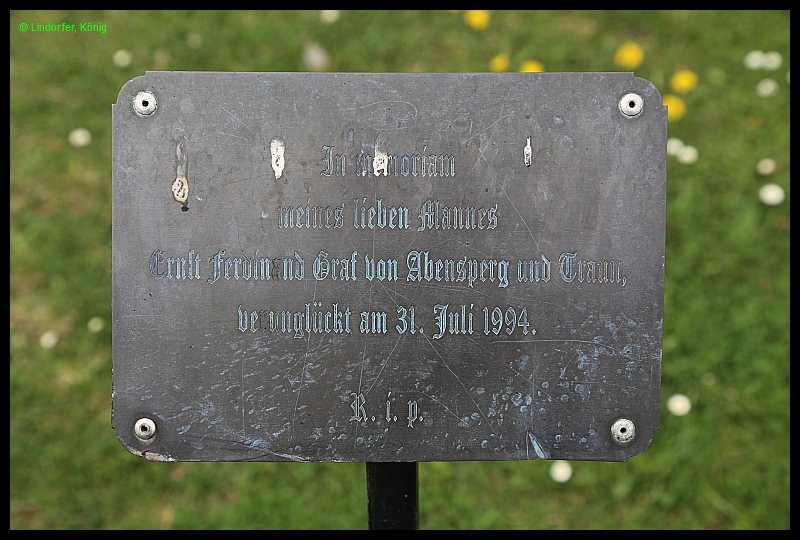 © Lindorfer, König
In memoriam
meines lieben Mannes
Ernst Ferdinand Graf von Abensperg und Traun,
verunglückt am 31. Juli 1994.
R. i. p.